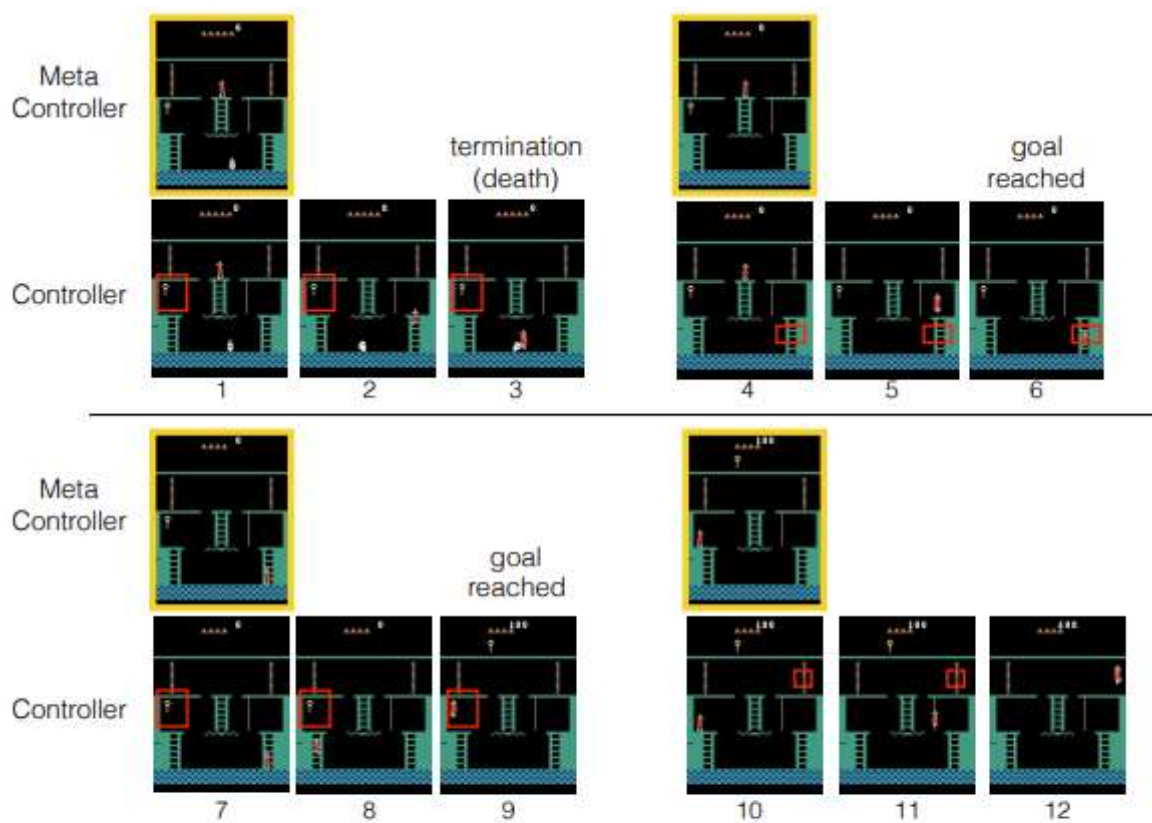 Meta
Controller
termination
(death)
goal
reached
Controller
1 2 3 4 5 6
Meta
Controller
goal
reached
Controller
7 8 9 10 11 12